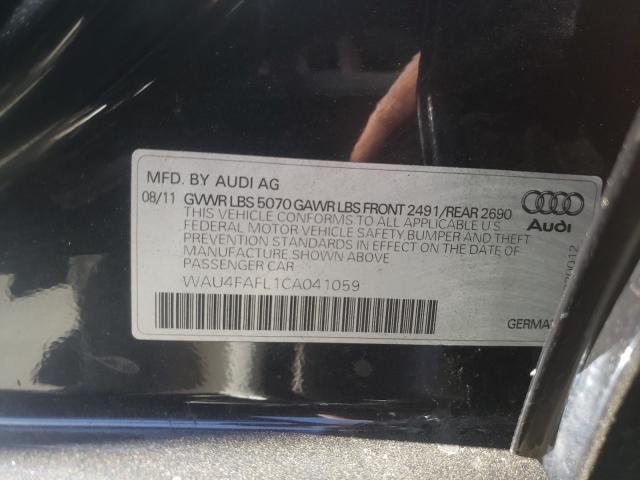 MFD. BY AUDI AG
08/11 GVWR LBS 5070 GAWR LBS FRONT 2491/REAR 2690
THIS VEHICLE CONFORMS TO ALL APPLICABLE U.S.
FEDERAL MOTOR VEHICLE SAFETY BUMPER AND THEFT
PREVENTION STANDARDS IN EFFECT ON THE DATE OF
MANUFACTURE SHOWN ABOVE
PASSENGER CAR
WAU4FAFL1CA041059
Audi
GERMAN